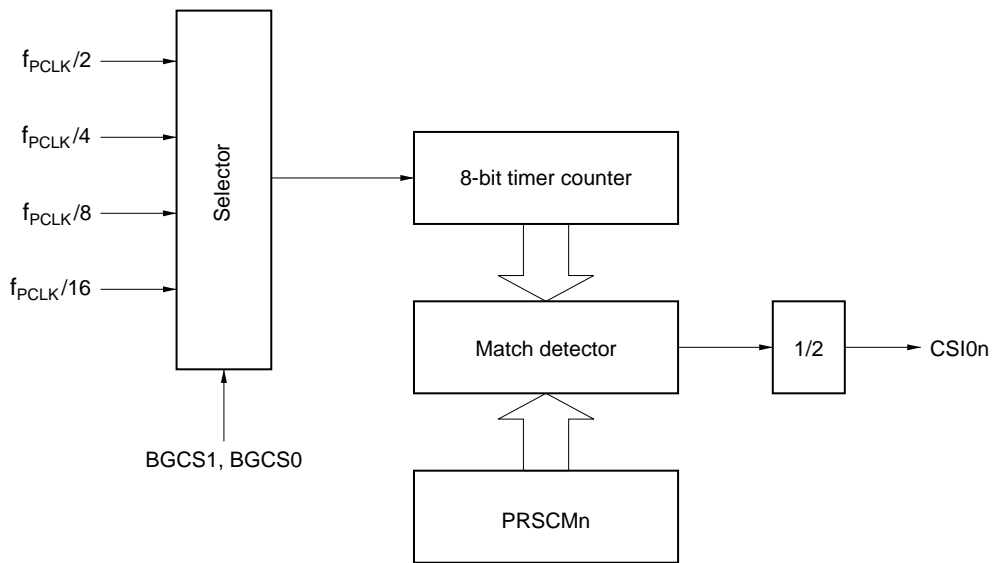 fPCLK/2
fPCLK/4
fPCLK/8
fPCLK/16
Selector
BGCS1, BGCS0
8-bit timer counter
Match detector
1/2
CSI0n
PRSCMn